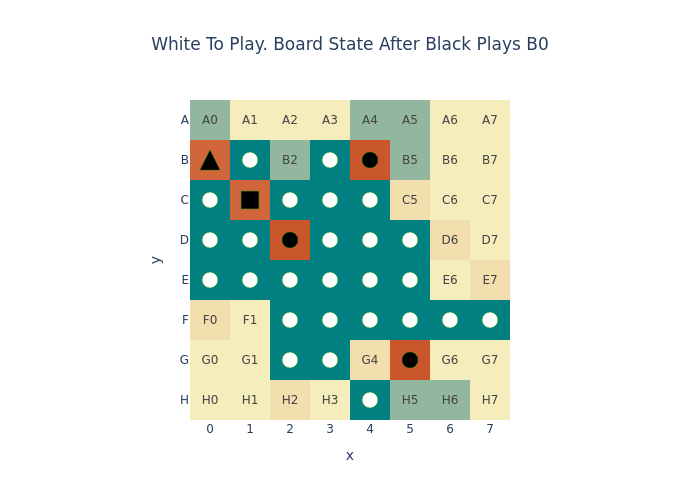 White To Play. Board State After Black Plays B0
A A0 A1 A2 A3 A4 A5 A6 A7
B B2 B5 B6 B7
C C5 C6 C7
D D6 D7
y
E E6 E7
F F0 F1
G G0 G1 G4 G6 G7
H H0 H1 H2 H3 H5 H6 H7
0 1 2 3 4 5 6 7
x